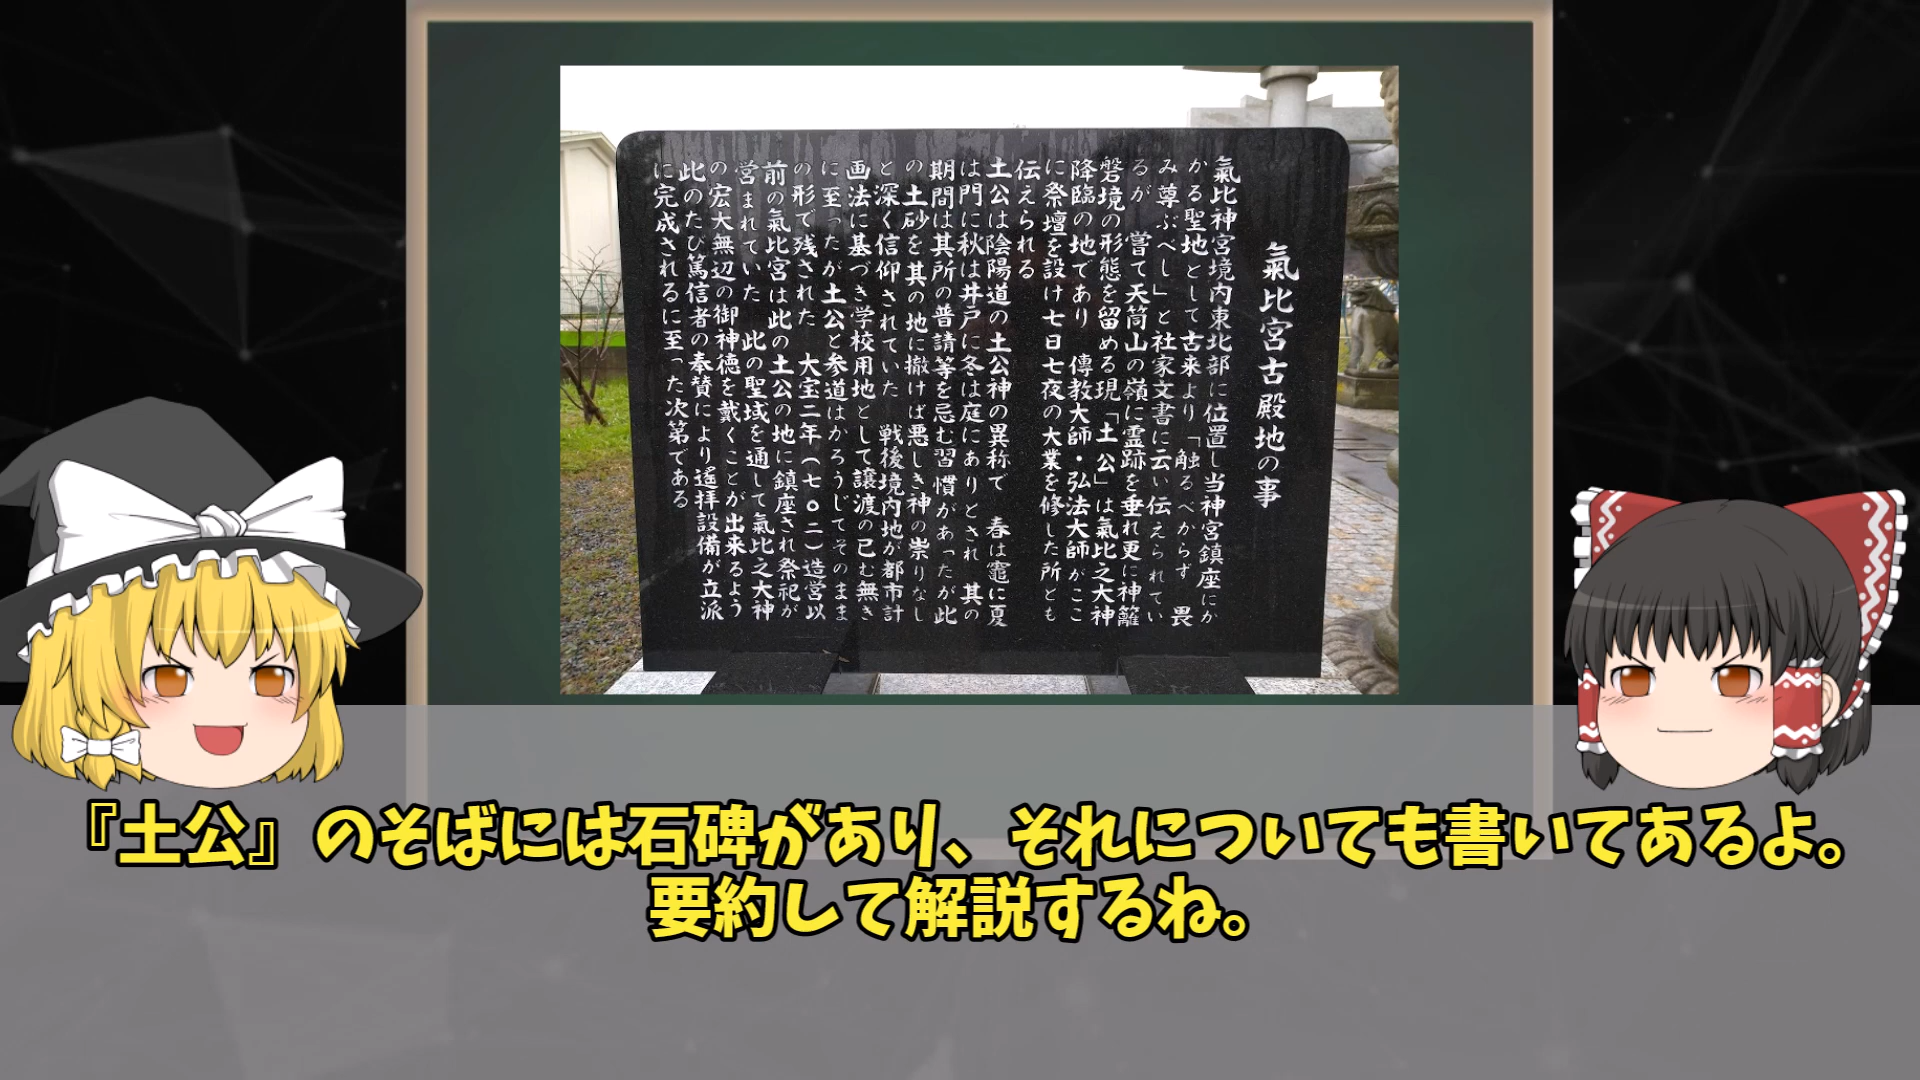 氣比宮古殿地の事
氣比神宮境内東北部に位置し当神宮鎮座にか
かる聖地として古来より「触るべからず　畏
み尊ぶべし」と社家文書に云い伝えられてい
るが　嘗て天筒山の嶺に霊跡を垂れ更に神籬
磐境の形態を留める現「土公」は氣比之大神
降臨の地であり　傳教大師・弘法大師がここ
に祭壇を設け七日七夜の大業を修した所とも
伝えられる
土公は陰陽道の土公神の異称で　春は竈に夏
は門に秋は井戸に冬は庭にありとされ　其の
期間は其所の普請等を忌む習慣があったが此
の土砂を其の地に撤けば悪しき神の崇りなし
と深く信仰されていた　戦後境内地が都市計
画法に基づき学校用地として譲渡の己む無き
に至ったが土公と参道はかろうじてそのまま
の形で残された　大宝二年（七〇二）造営以
前の氣比宮は此の土公の地に鎮座され祭祀が
営まれていた　此の聖域を通して氣比之大神
の宏大無辺の御神徳を戴くことが出来るよう
此のたび篤信者の奉賛により遙拝設備が立派
に完成されるに至った次第である
『土公』のそばには石碑があり、それについても書いてあるよ。
要約して解説するね。